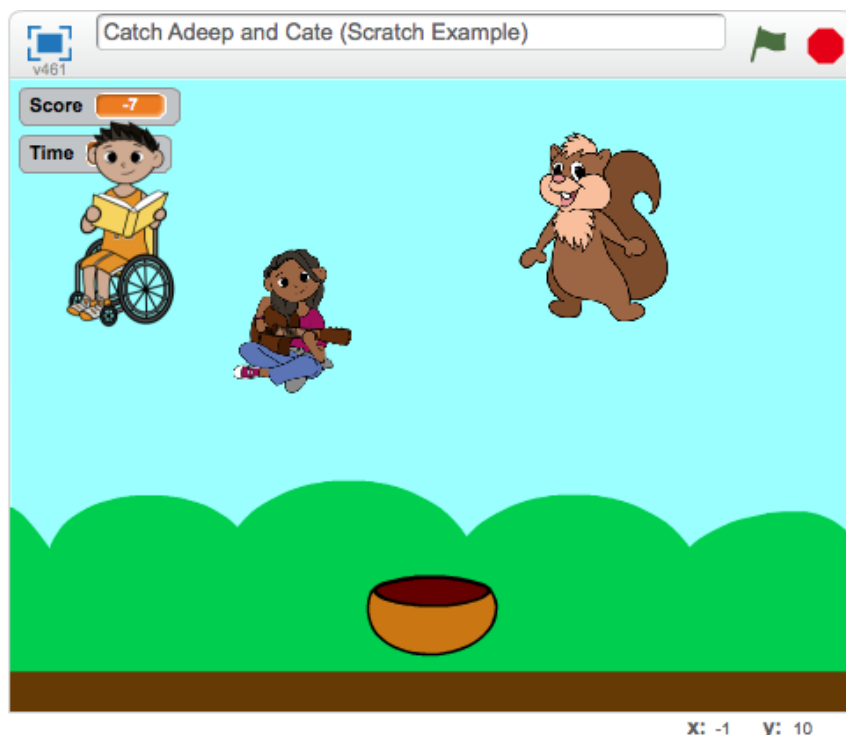 Catch Adeep and Cate (Scratch Example)
v461
Score -7
Time
x: -1 y: 10